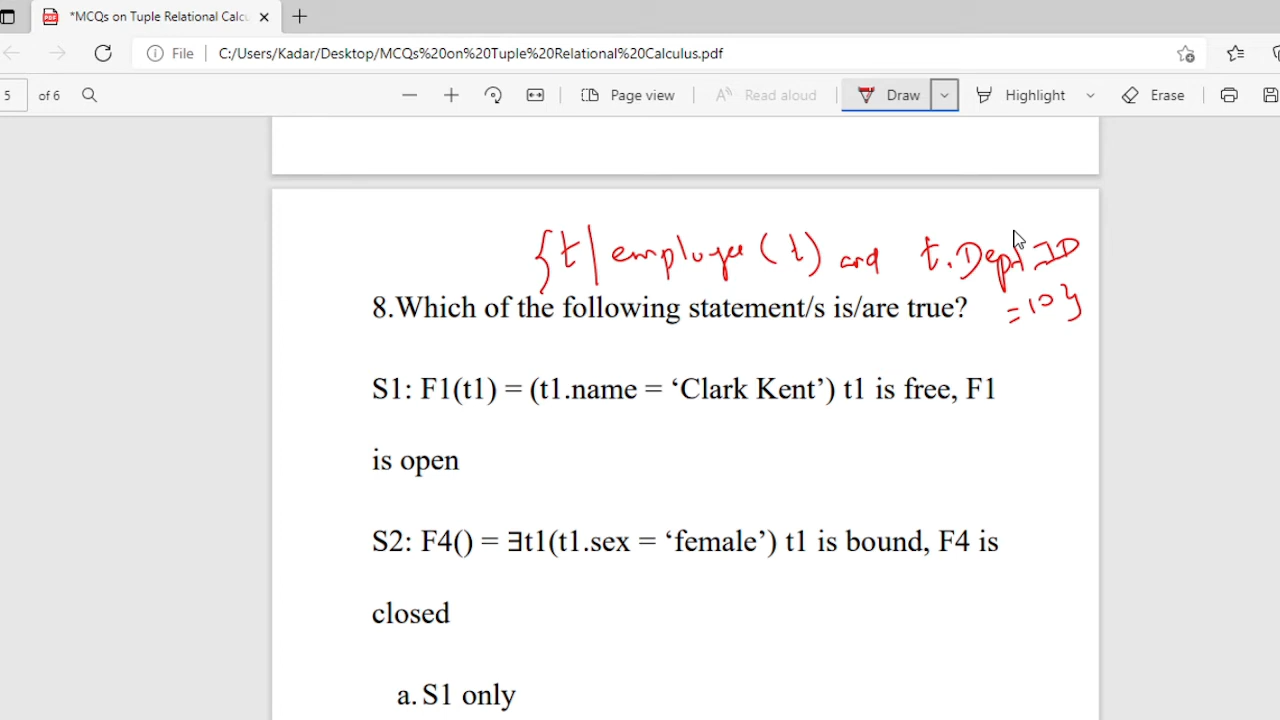 *MCQs on Tuple Relational Calcu
File C:/Users/Kadar/Desktop/MCQs%20on%20Tuple%20Relational%20Calculus.pdf
5 of 6 Page view Read aloud Draw Highlight Erase
{t| employee (t) and t.Dept ID
=10}
8.Which of the following statement/s is/are true?
S1: F1(t1) = (t1.name = ‘Clark Kent’) t1 is free, F1
is open
S2: F4() = ∃t1(t1.sex = ‘female’) t1 is bound, F4 is
closed
a. S1 only